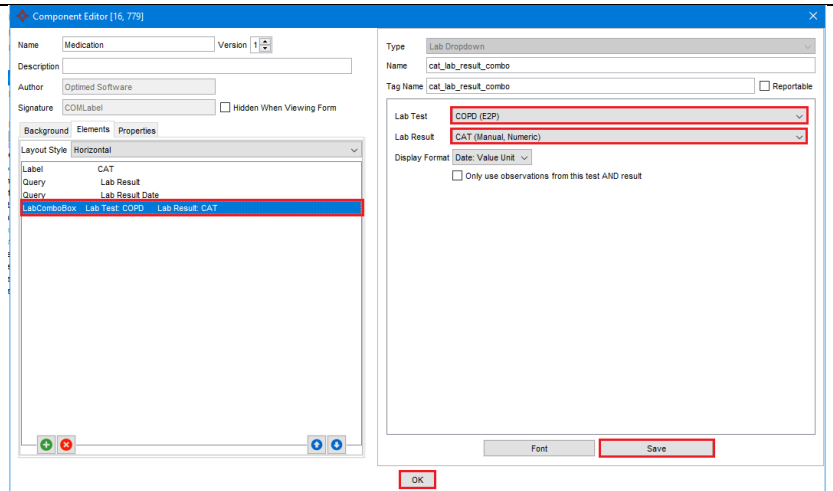 Component Editor [16, 779]
Name Medication Version 1
Description
Author Optimed Software
Signature COMLabel Hidden When Viewing Form
Background Elements Properties
Layout Style Horizontal
Label CAT
Query Lab Result
Query Lab Result Date
LabComboBox Lab Test: COPD Lab Result: CAT
Type Lab Dropdown
Name cat_lab_result_combo
Tag Name cat_lab_result_combo Reportable
Lab Test COPD (E2P)
Lab Result CAT (Manual, Numeric)
Display Format Date: Value Unit
Only use observations from this test AND result
Font Save
OK